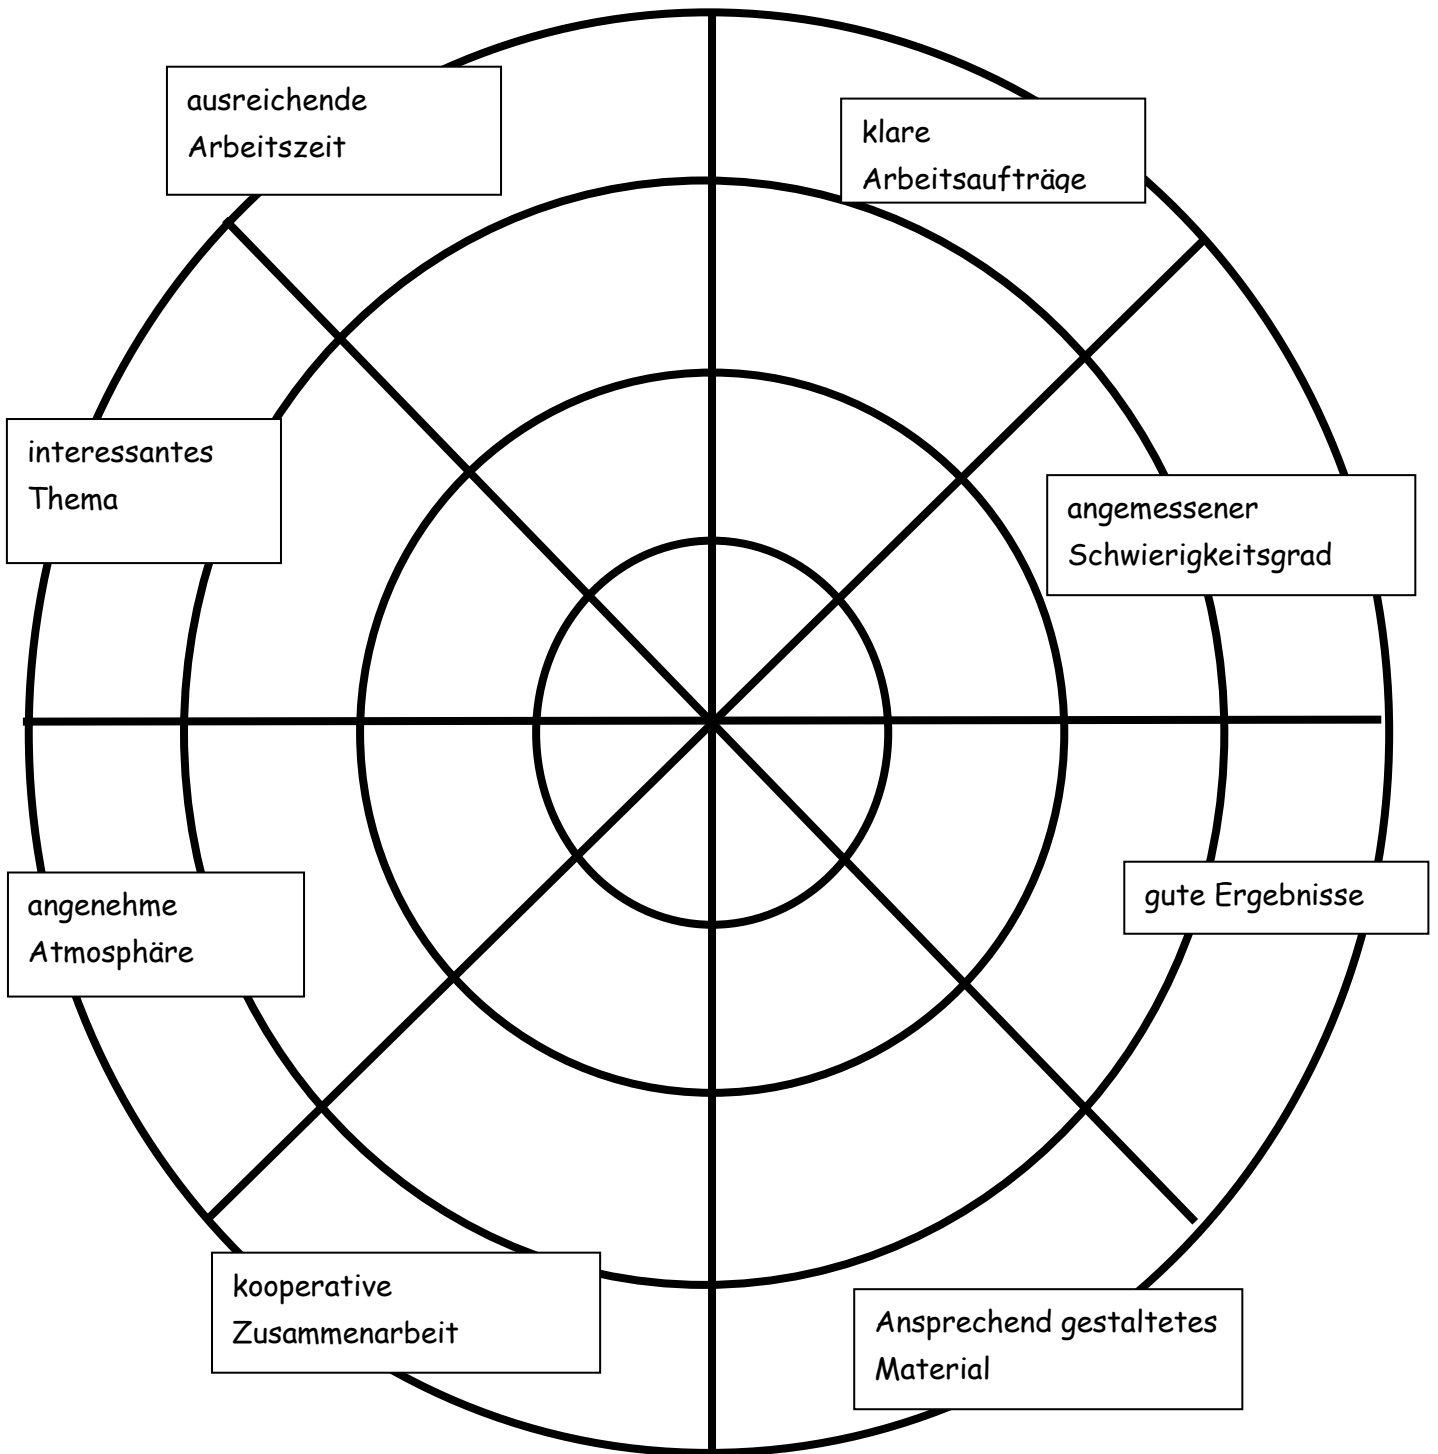 ausreichende
Arbeitszeit
klare
Arbeitsaufträge
interessantes
Thema
angemessener
Schwierigkeitsgrad
angenehme
Atmosphäre
gute Ergebnisse
kooperative
Zusammenarbeit
Ansprechend gestaltetes
Material